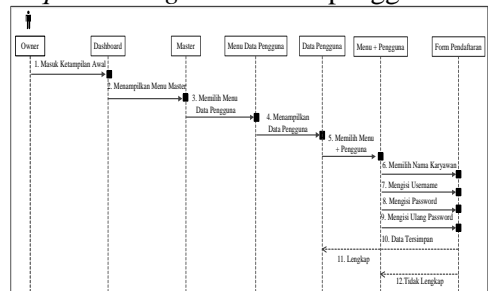 Owner
Dashboard
Master
Menu Data Pengguna
Data Pengguna
Menu + Pengguna
Form Pendaftaran
1. Masuk Ketampilan Awal
2. Menampilkan Menu Master
3. Memilih Menu
Data Pengguna
4. Menampilkan
Data Pengguna
5. Memilih Menu
+ Pengguna
6. Memilih Nama Karyawan
7. Mengisi Username
8. Mengisi Password
9. Mengisi Ulang Password
10. Data Tersimpan
11. Lengkap
12.Tidak Lengkap